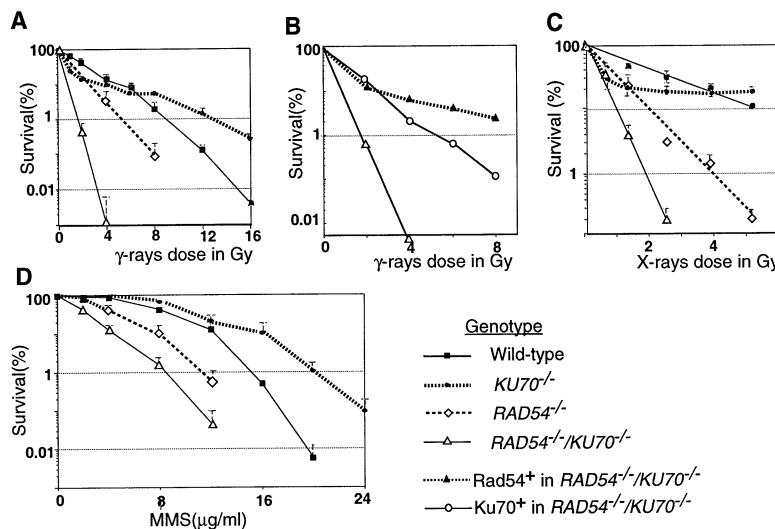 A
100
1
0.01
Survival(%)
0 4 8 12 16
γ-rays dose in Gy
B
100
1
0.01
Survival(%)
0 4 8
γ-rays dose in Gy
C
100
1
Survival(%)
2 4
X-rays dose in Gy
D
100
1
0.01
Survival(%)
0 8 16 24
MMS(μg/ml)
Genotype
Wild-type
KU70-/-
RAD54-/-
RAD54-/-/KU70-/-
Rad54+ in RAD54-/-/KU70-/-
Ku70+ in RAD54-/-/KU70-/-